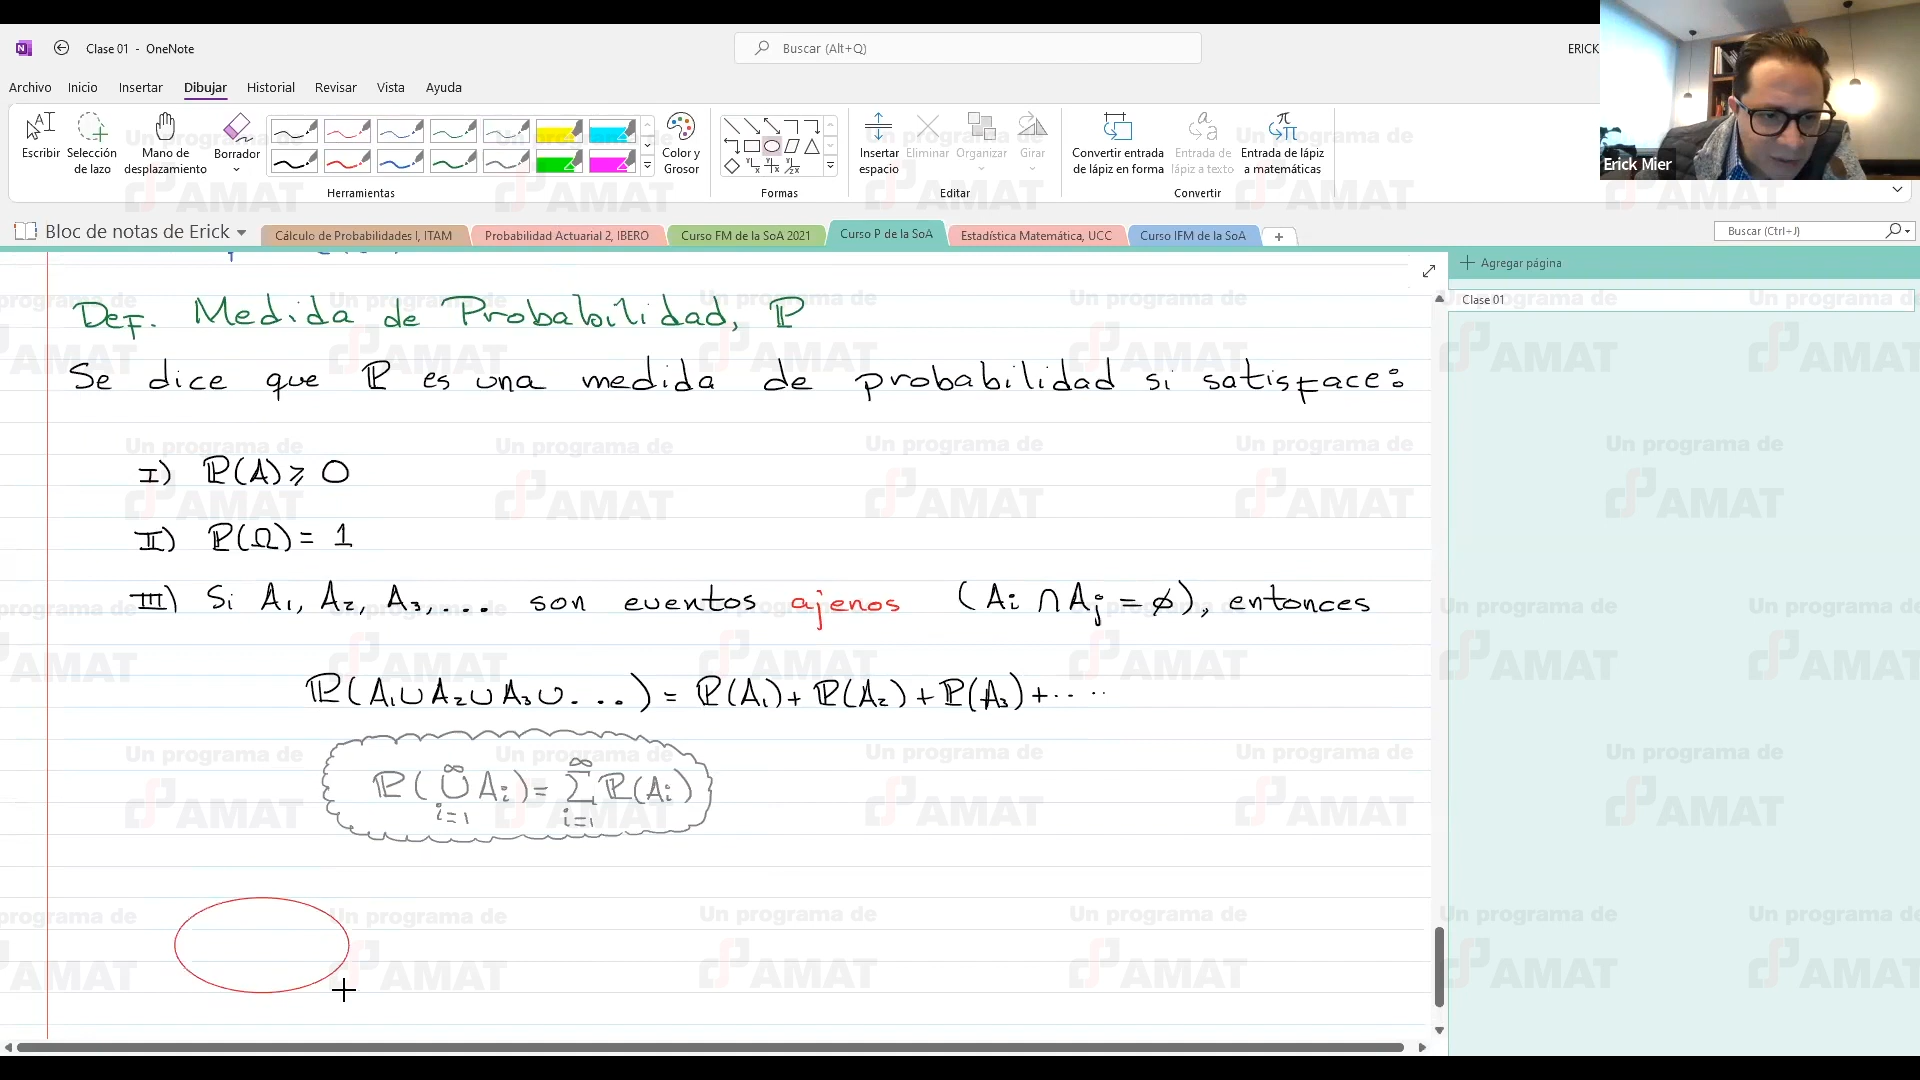 Clase 01 - OneNote
Buscar (Alt+Q)
ERICK
Archivo Inicio Insertar Dibujar Historial Revisar Vista Ayuda
Escribir
Selección de lazo
Mano de desplazamiento
Borrador
Color y Grosor
Insertar espacio
Eliminar
Organizar
Girar
Convertir entrada de lápiz en forma
Entrada de lápiz a texto
Entrada de lápiz a matemáticas
Herramientas
Formas
Editar
Convertir
Erick Mier
Bloc de notas de Erick
Cálculo de Probabilidades I, ITAM
Probabilidad Actuarial 2, IBERO
Curso FM de la SoA 2021
Curso P de la SoA
Estadística Matemática, UCC
Curso IFM de la SoA
Buscar (Ctrl+J)
Agregar página
Clase 01
Def. Medida de Probabilidad, ℙ
Se dice que ℙ es una medida de probabilidad si satisface:
I) ℙ(A) ⩾ 0
II) ℙ(Ω) = 1
III) Si A₁, A₂, A₃, ... son eventos ajenos (Ai ∩ Aj = ∅), entonces
ℙ(A₁ ∪ A₂ ∪ A₃ ∪ ...) = ℙ(A₁) + ℙ(A₂) + ℙ(A₃) + ....
ℙ(∪_{i=1}^{∞} Ai) = Σ_{i=1}^{∞} ℙ(Ai)
Un programa de
AMAT